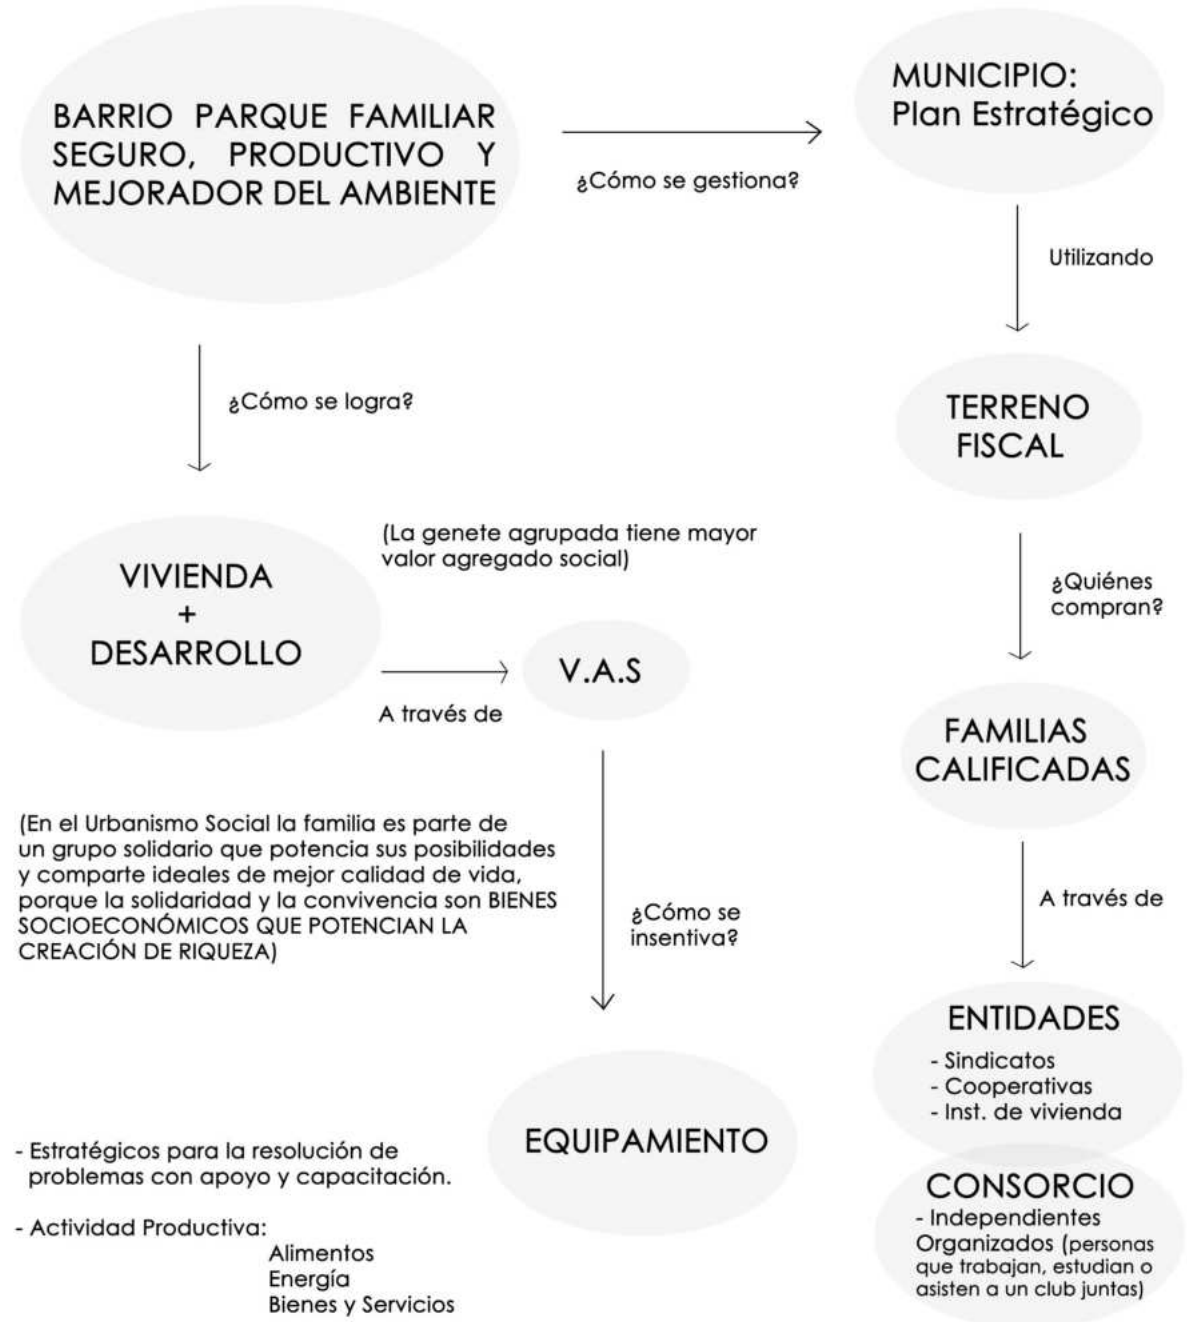 BARRIO PARQUE FAMILIAR
SEGURO, PRODUCTIVO Y
MEJORADOR DEL AMBIENTE
¿Cómo se gestiona?
MUNICIPIO:
Plan Estratégico
Utilizando
TERRENO
FISCAL
¿Quiénes
compran?
FAMILIAS
CALIFICADAS
A través de
ENTIDADES
- Sindicatos
- Cooperativas
- Inst. de vivienda
CONSORCIO
- Independientes
Organizados (personas
que trabajan, estudian o
asisten a un club juntas)
¿Cómo se logra?
VIVIENDA
+
DESARROLLO
(La genete agrupada tiene mayor
valor agregado social)
A través de
V.A.S
(En el Urbanismo Social la familia es parte de
un grupo solidario que potencia sus posibilidades
y comparte ideales de mejor calidad de vida,
porque la solidaridad y la convivencia son BIENES
SOCIOECONÓMICOS QUE POTENCIAN LA
CREACIÓN DE RIQUEZA)
¿Cómo se
insentiva?
EQUIPAMIENTO
- Estratégicos para la resolución de
problemas con apoyo y capacitación.
- Actividad Productiva:
Alimentos
Energía
Bienes y Servicios